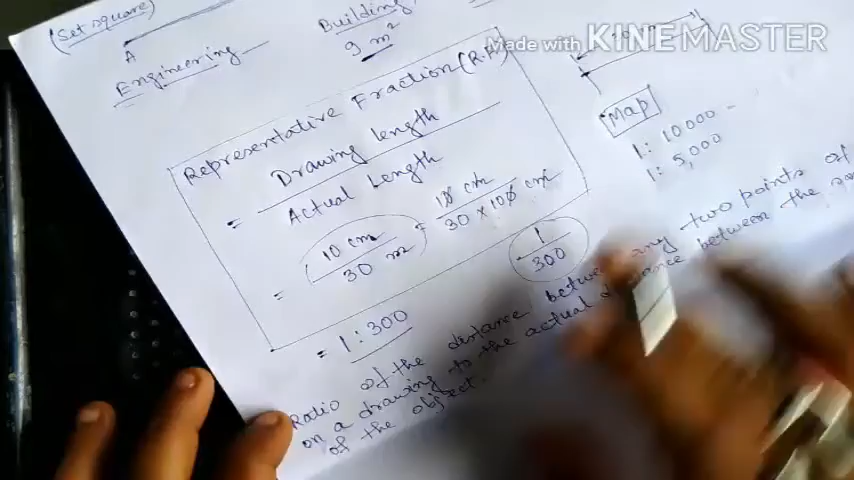 (Set square)
A
Engineering
Building
9 m²
Made with KINEMASTER
Representative Fraction (R.F)
= Drawing length
Actual Length
= 10 cm
30 m
= 10 cm
30 × 100 cm
1
300
= 1 : 300
Map
1 : 10000 -
1 : 5,000
Ratio of the distance between any two points of
on a drawing to the actual distance between the
of the object.